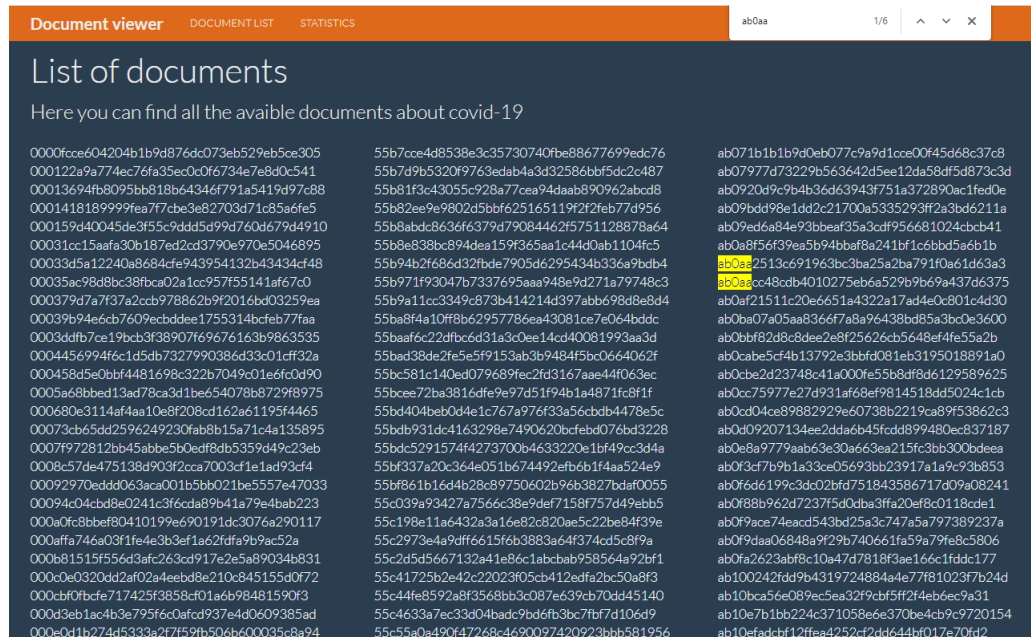 Document viewer
DOCUMENT LIST
STATISTICS
ab0aa
1/6
List of documents
Here you can find all the avaible documents about covid-19
0000fcce604204b1b9d876dc073eb529eb5ce305
000122a9a774ec76fa35ec0c0f6734e7e8d0c541
00013694fb8095bb818b64346f791a5419d97c88
0001418189999fea7f7cbe3e82703d71c85a6fe5
000159d40045de3f55c9ddd5d99d760d679d4910
00031cc15aafa30b187ed2cd3790e970e5046895
00033d5a12240a8684cfe943954132b43434cf48
00035ac98d8bc38fbca02a1cc957f55141af67c0
000379d7a7f37a2ccb978862b9f2016bd03259ea
00039b94e6cb7609ecbddee1755314bcfeb77faa
0003ddfb7ce19bcb3f38907f69676163b9863535
0004456994f6c1d5db7327990386d33c01cff32a
000458d5e0bbf4481698c322b7049c01e6fc0d90
0005a68bbed13ad78ca3d1be654078b8729f8975
000680e3114af4aa10e8f208cd162a61195f4465
00073cb65dd2596249230fab8b15a71c4a135895
0007f972812bb45abbe5b0edf8db5359d49c23eb
0008c57de475138d903f2cca7003cf1e1ad93cf4
00092970eddd063aca001b5bb021be5557e47033
00094c04cbd8e0241c3f6cda89b41a79e4bab223
000a0fc8bbef80410199e690191dc3076a290117
000affa746a03f1fe4e3b3ef1a62fdfa9b9ac52a
000b81515f556d3afc263cd917e2e5a89034b831
000c0e0320dd2af02a4eebd8e210c845155d0f72
000cbf0fbcfe717425f3858cf01a6b98481590f3
000d3eb1ac4b3e795f6c0afcd937e4d0609385ad
000e0d1b274d5333a2f7f59fb506b600035c8a94
55b7cce4d8538e3c35730740fbe88677699edc76
55b7d9b5320f9763edab4a3d32586bbf5dc2c487
55b81f3c43055c928a77cea94daab890962abcd8
55b82ee9e9802d5bbf625165119f2f2feb77d956
55b8abdc8636f6379d79084462f5751128878a64
55b8e838bc894dea159f365aa1c44d0ab1104fc5
55b94b2f686d32fbde7905d6295434b336a9bdb4
55b971f93047b7337695aaa948e9d271a79748c3
55b9a11cc3349c873b414214d397abb698d8e8d4
55ba8f4a10ff8b62957786ea43081ce7e064bddc
55baaf6c22dfbc6d31a3c0ee14cd40081993aa3d
55bad38de2fe5e5f9153ab3b9484f5bc0664062f
55bc581c140ed079689fec2fd3167aae44f063ec
55bcee72ba3816dfe9e97d51f94b1a4871fc8f1f
55bd404beb0d4e1c767a976f33a56cbdb4478e5c
55bdb931dc4163298e7490620bcfebd076bd3228
55bdc5291574f4273700b4633220e1bf49cc3d4a
55bf337a20c364e051b674492efb6b1f4aa524e9
55bf861b16d4b28c89750602b96b3827bdaf0055
55c039a93427a7566c38e9def7158f757d49ebb5
55c198e11a6432a3a16e82c820ae5c22be84f39e
55c2973e4a9dff6615f6b3883a64f374cd5c8f9a
55c2d5d5667132a41e86c1abcbab958564a92bf1
55c41725b2e42c22023f05cb412edfa2bc50a8f3
55c44fe8592a8f3568bb3c087e639cb70dd45140
55c4633a7ec33d04badc9bd6fb3bc7fbf7d106d9
55c55a0a490f47268c4690097420923bbb581956
ab071b1b1b9d0eb077c9a9d1cce00f45d68c37c8
ab07977d73229b563642d5ee12da58df5d873c3d
ab0920d9c9b4b36d63943f751a372890ac1fed0e
ab09bdd98e1dd2c21700a5335293ff2a3bd6211a
ab09ed6a84e93bbeaf35a3cdf956681024cbcb41
ab0a8f56f39ea5b94bbaf8a241bf1c6bbd5a6b1b
ab0aa2513c691963bc3ba25a2ba791f0a61d63a3
ab0aacc48cdb4010275eb6a529b9b69a437d6375
ab0af21511c20e6651a4322a17ad4e0c801c4d30
ab0ba07a05aa8366f7a8a96438bd85a3bc0e3600
ab0bbf82d8c8dee2e8f25626cb5648ef4fe55a2b
ab0cabe5cf4b13792e3bbfd081eb3195018891a0
ab0cbe2d23748c41a000fe55b8df8d6129589625
ab0cc75977e27d931af68ef9814518dd5024c1cb
ab0cd04ce89882929e60738b2219ca89f53862c3
ab0d09207134ee2dda6b45fcdd899480ec837187
ab0e8a9779aab63e30a663ea215fc3bb300bdeea
ab0f3cf7b9b1a33ce05693bb23917a1a9c93b853
ab0f6d6199c3dc02bfd751843586717d09a08241
ab0f88b962d7237f5d0dba3ffa20ef8c0118cde1
ab0f9ace74eacd543bd25a3c747a5a797389237a
ab0f9daa06848a9f29b740661fa59a79fe8c5806
ab0fa2623abf8c10a47d7818f3ae166c1fddc177
ab100242fdd9b4319724884a4e77f81023f7b24d
ab10bca56e089ec5ea32f9cbf5ff2f4eb6ec9a31
ab10e7b1bb224c371058e6e370be4cb9c9720154
ab10efadcbf12ffea4252cf2dd644bf017e70fd2